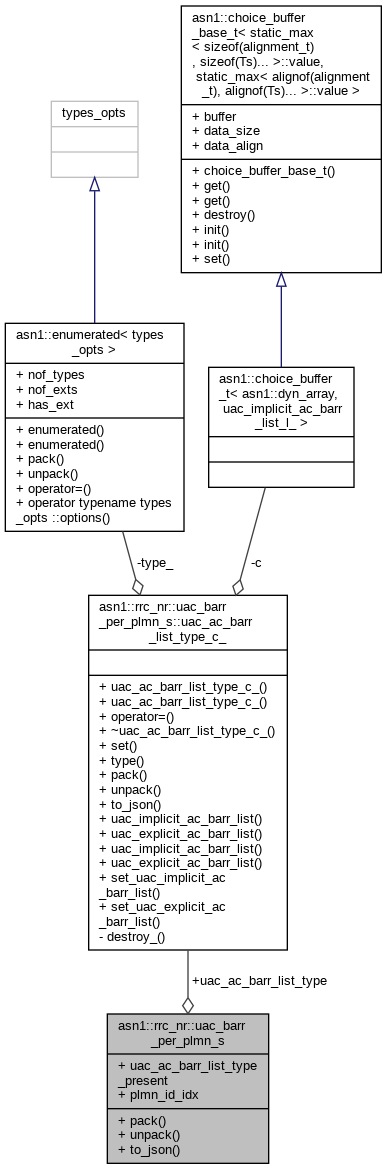 asn1::choice_buffer
_base_t< static_max
< sizeof(alignment_t)
, sizeof(Ts)... >::value,
static_max< alignof(alignment
_t), alignof(Ts)... >::value >
+ buffer
+ data_size
+ data_align
+ choice_buffer_base_t()
+ get()
+ get()
+ destroy()
+ init()
+ init()
+ set()
types_opts
asn1::enumerated< types
_opts >
+ nof_types
+ nof_exts
+ has_ext
+ enumerated()
+ enumerated()
+ pack()
+ unpack()
+ operator=()
+ operator typename types
_opts ::options()
asn1::choice_buffer
_t< asn1::dyn_array,
uac_implicit_ac_barr
_list_l_ >
-type_
-c
asn1::rrc_nr::uac_barr
_per_plmn_s::uac_ac_barr
_list_type_c_
+ uac_ac_barr_list_type_c_()
+ uac_ac_barr_list_type_c_()
+ operator=()
+ ~uac_ac_barr_list_type_c_()
+ set()
+ type()
+ pack()
+ unpack()
+ to_json()
+ uac_implicit_ac_barr_list()
+ uac_explicit_ac_barr_list()
+ uac_implicit_ac_barr_list()
+ uac_explicit_ac_barr_list()
+ set_uac_implicit_ac
_barr_list()
+ set_uac_explicit_ac
_barr_list()
- destroy_()
+uac_ac_barr_list_type
asn1::rrc_nr::uac_barr
_per_plmn_s
+ uac_ac_barr_list_type
_present
+ plmn_id_idx
+ pack()
+ unpack()
+ to_json()